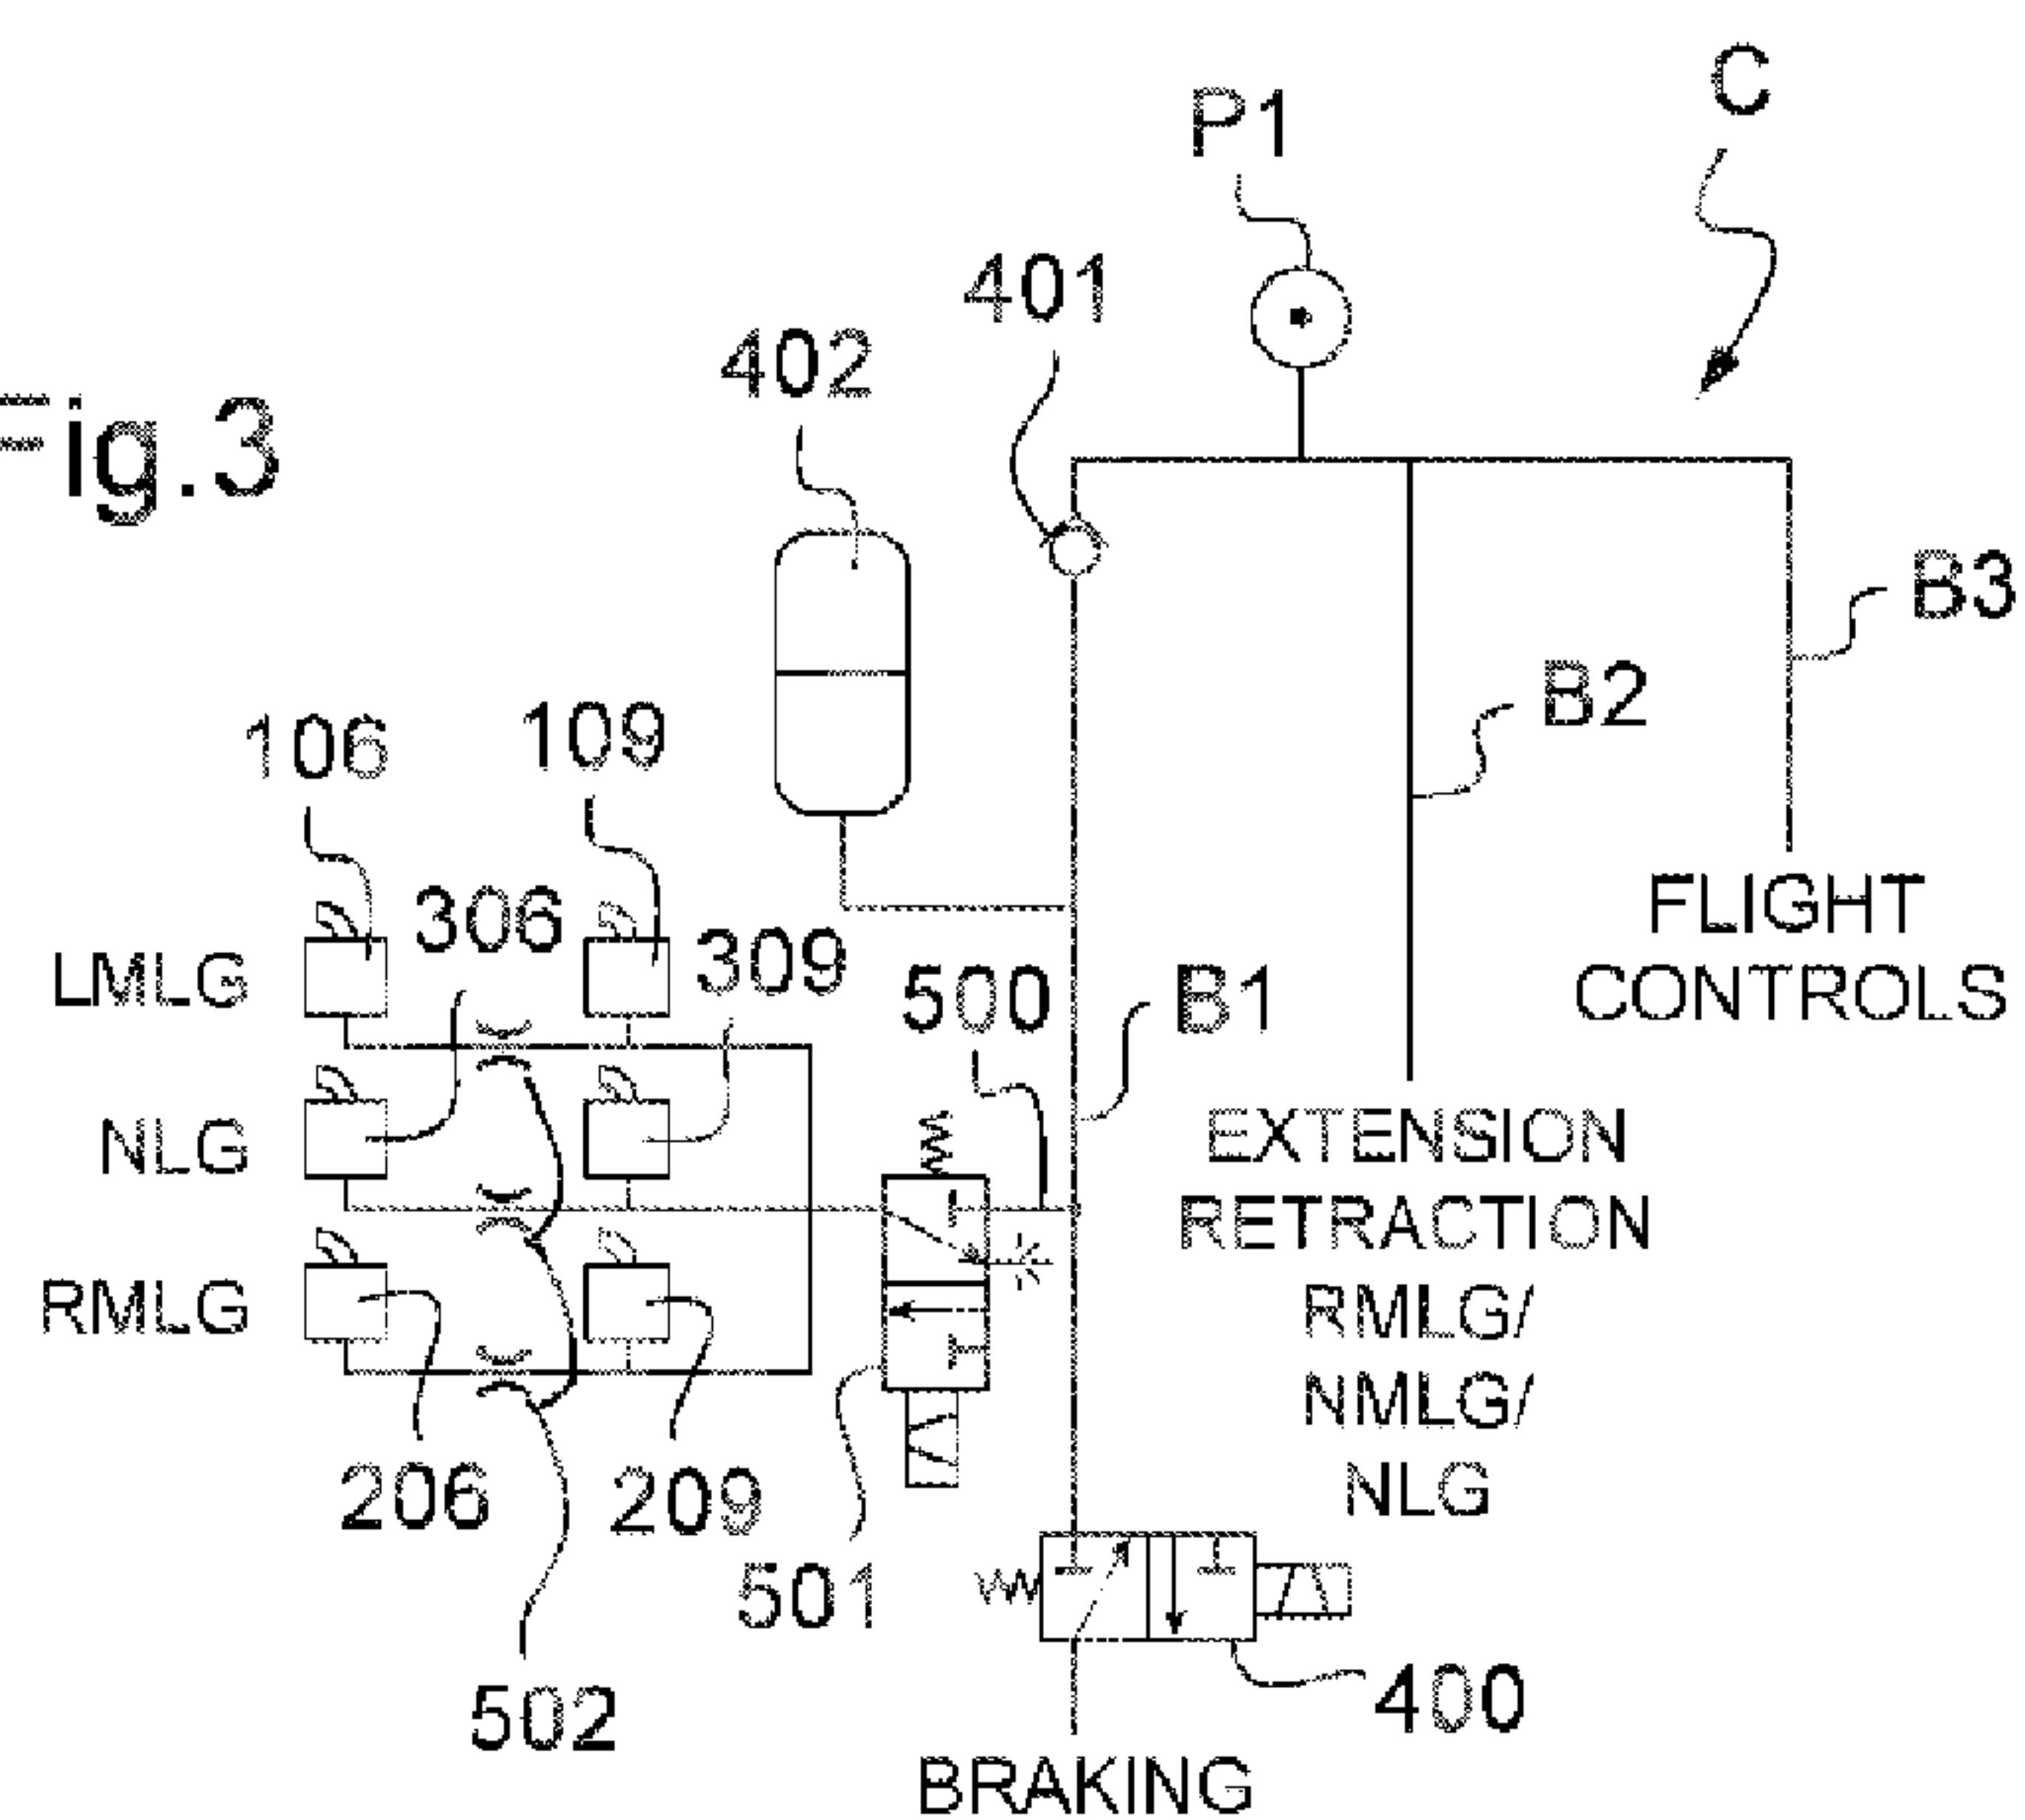 C
P1
401
402
Fig.3
B3
B2
106
109
306
309
500
B1
FLIGHT
CONTROLS
LMLG
NLG
RMLG
EXTENSION
RETRACTION
RMLG/
NMLG/
NLG
206
209
501
502
400
BRAKING